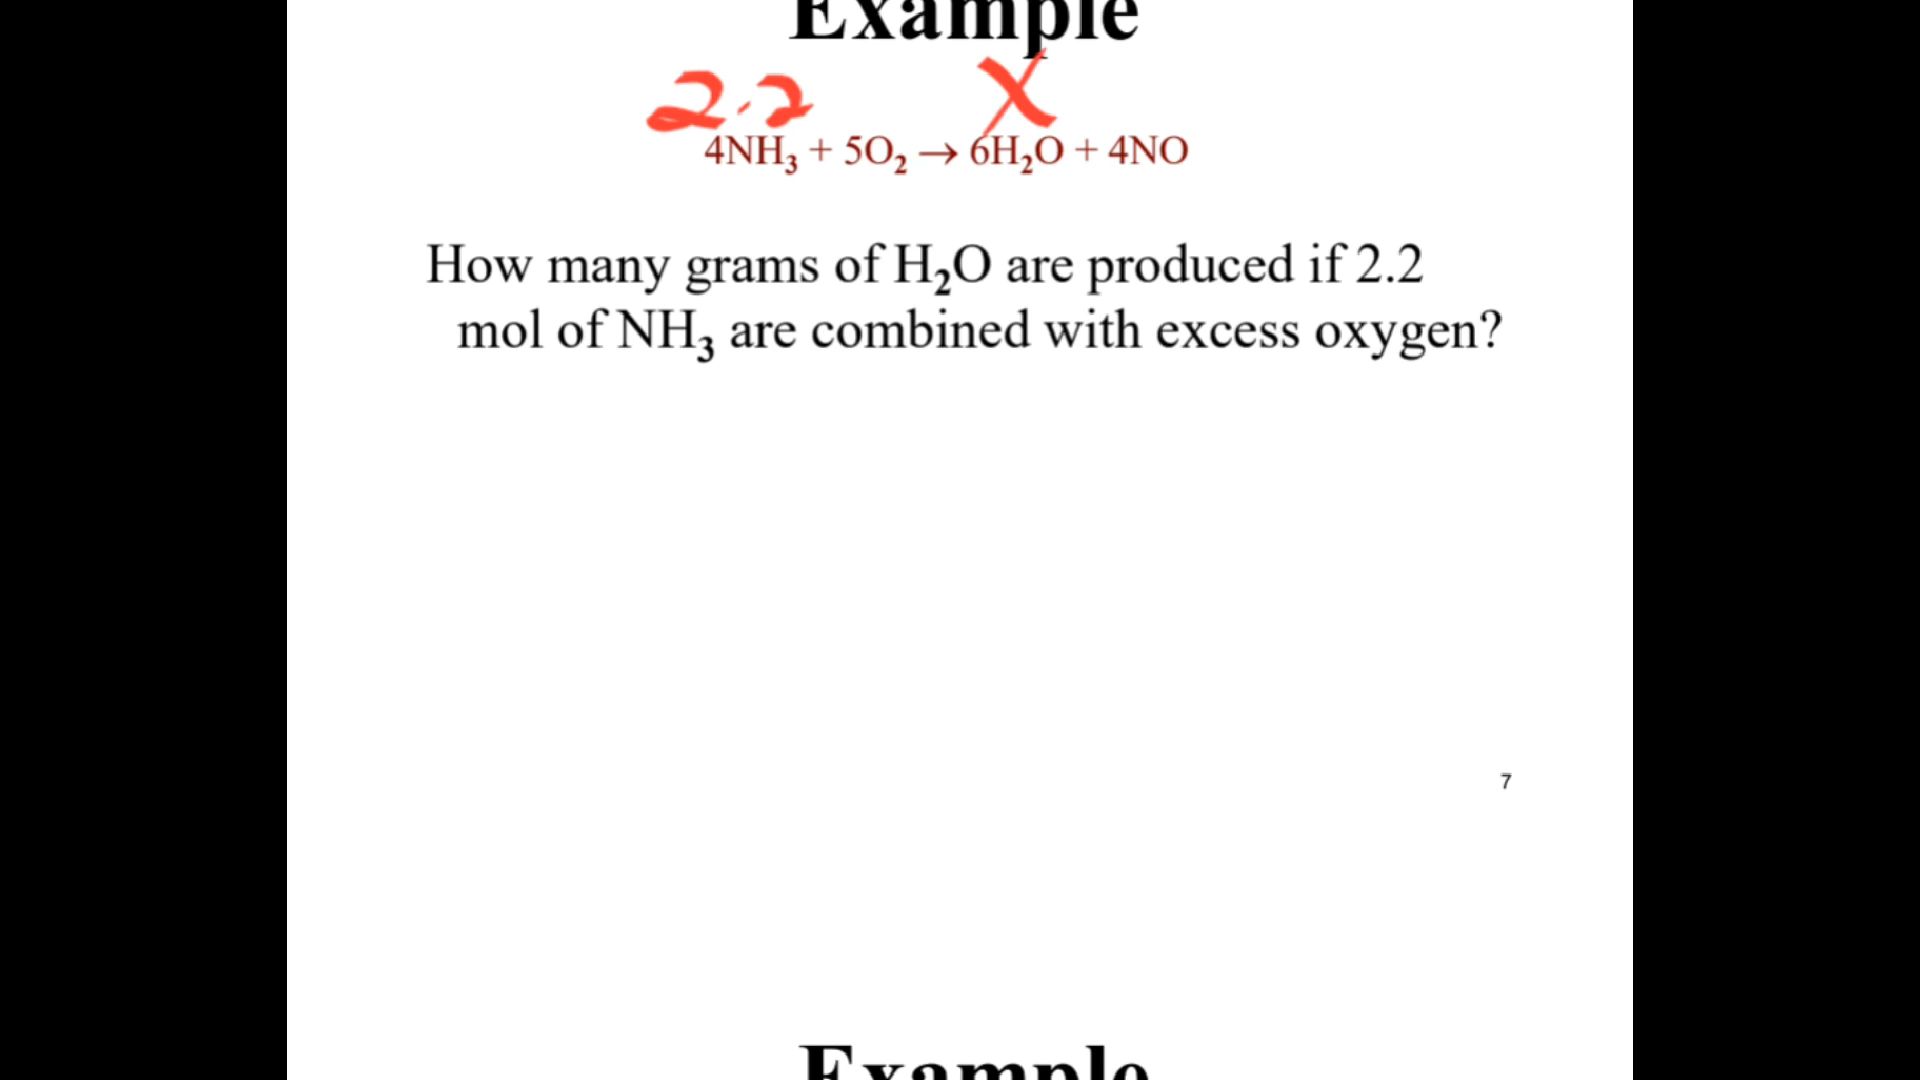 Example
2.2 X
4NH₃ + 5O₂ → 6H₂O + 4NO
How many grams of H₂O are produced if 2.2
mol of NH₃ are combined with excess oxygen?
7
Example